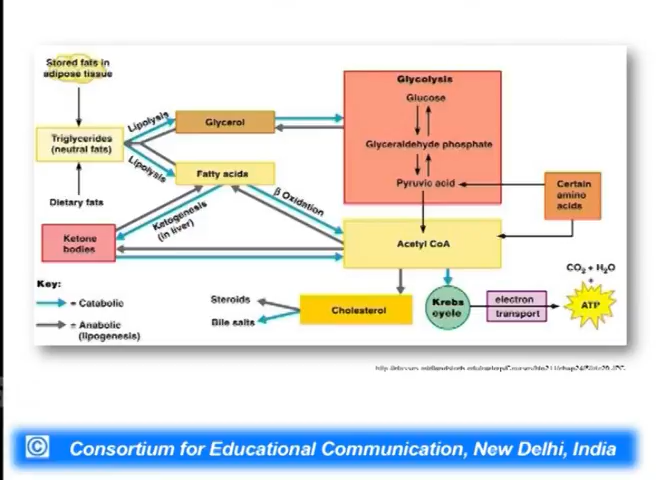 Stored fats in
adipose tissue
Glycolysis
Glucose
Lipolysis
Glycerol
Triglycerides
(neutral fats)
Glyceraldehyde phosphate
Lipolysis
Fatty acids
Pyruvic acid
Certain
amino
acids
β Oxidation
Dietary fats
Ketogenesis
(in liver)
Ketone
bodies
Acetyl CoA
CO2 + H2O
+
Key:
= Catabolic
= Anabolic
(lipogenesis)
Steroids
Bile salts
Cholesterol
Krebs
cycle
electron
transport
ATP
© Consortium for Educational Communication, New Delhi, India